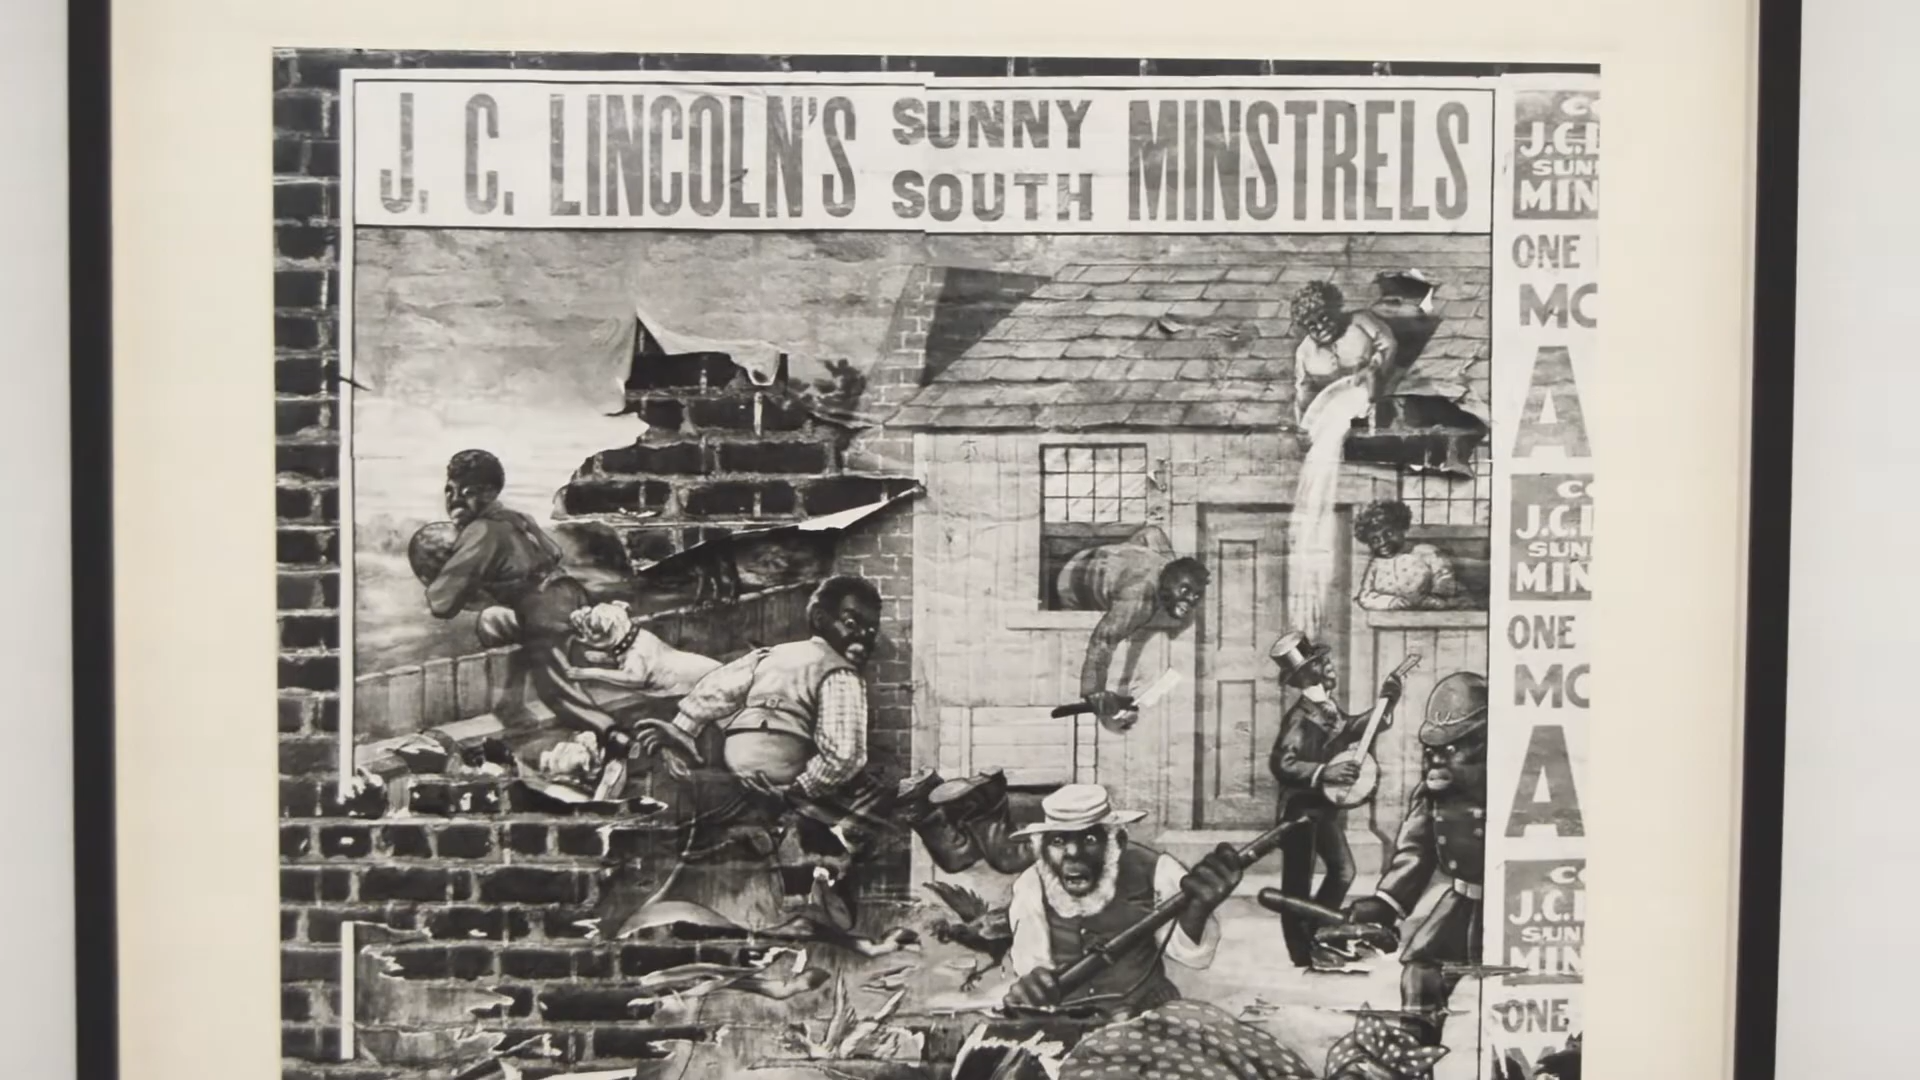 J. C. LINCOLN'S SUNNY SOUTH MINSTRELS
J.C.
SUN
MIN
ONE
MO
A
J.C.L
SUN
MIN
ONE
MO
A
J.C.
SUN
MIN
ONE